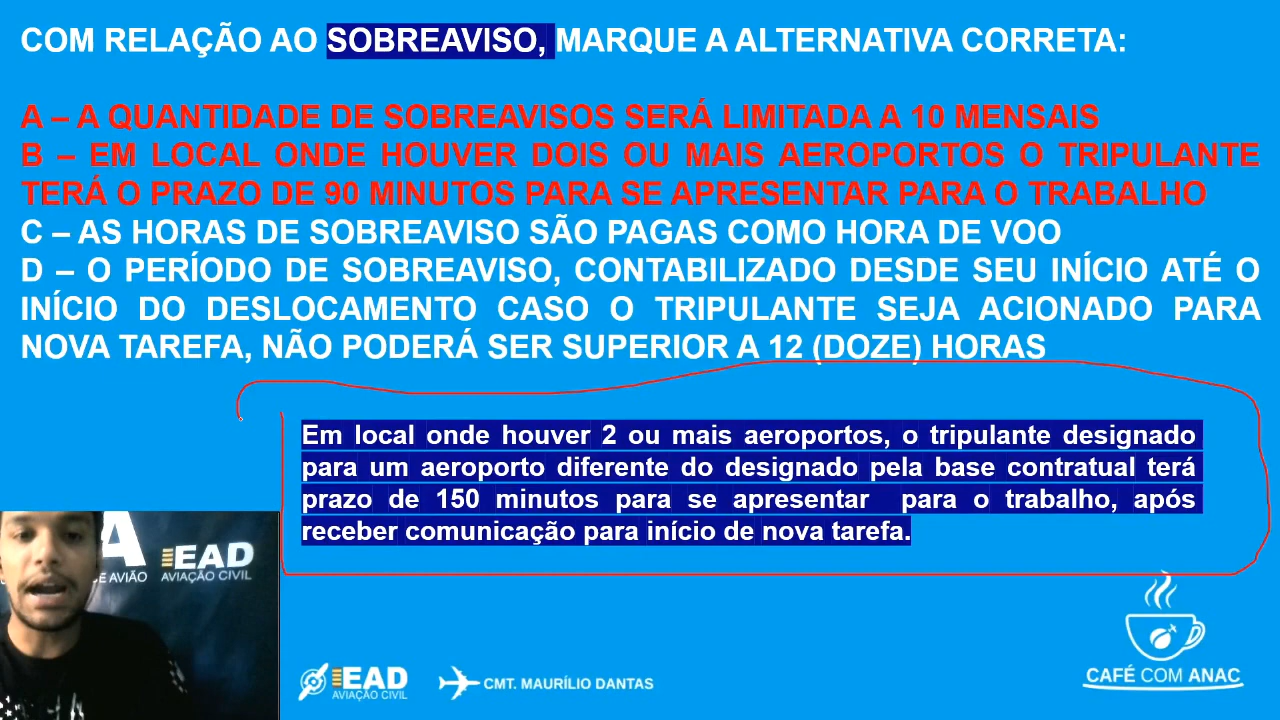 COM RELAÇÃO AO SOBREAVISO, MARQUE A ALTERNATIVA CORRETA:
A – A QUANTIDADE DE SOBREAVISOS SERÁ LIMITADA A 10 MENSAIS
B – EM LOCAL ONDE HOUVER DOIS OU MAIS AEROPORTOS O TRIPULANTE
TERÁ O PRAZO DE 90 MINUTOS PARA SE APRESENTAR PARA O TRABALHO
C – AS HORAS DE SOBREAVISO SÃO PAGAS COMO HORA DE VOO
D – O PERÍODO DE SOBREAVISO, CONTABILIZADO DESDE SEU INÍCIO ATÉ O
INÍCIO DO DESLOCAMENTO CASO O TRIPULANTE SEJA ACIONADO PARA
NOVA TAREFA, NÃO PODERÁ SER SUPERIOR A 12 (DOZE) HORAS
Em local onde houver 2 ou mais aeroportos, o tripulante designado
para um aeroporto diferente do designado pela base contratual terá
prazo de 150 minutos para se apresentar para o trabalho, após
receber comunicação para início de nova tarefa.
A EAD
DE AVIÃO AVIAÇÃO CIVIL
EAD
AVIAÇÃO CIVIL
CMT. MAURÍLIO DANTAS
CAFÉ COM ANAC